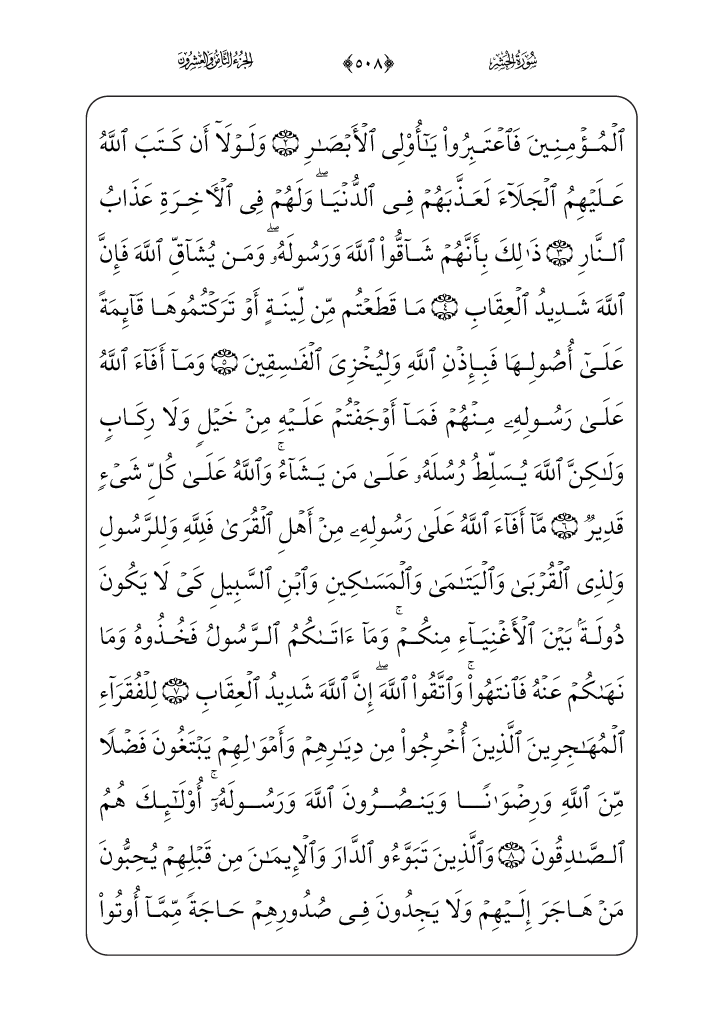 سُورَةُ الحَشْرِ ﴿٥٠٨﴾ الجُزْءُ الثَّامِنُ وَالعِشْرُونَ
ٱلۡمُؤۡمِنِينَ فَٱعۡتَبِرُواْ يَـٰٓأُوْلِى ٱلۡأَبۡصَـٰرِ ٢ وَلَوۡلَآ أَن كَتَبَ ٱللَّهُ
عَلَيۡهِمُ ٱلۡجَلَآءَ لَعَذَّبَهُمۡ فِى ٱلدُّنۡيَاۖ وَلَهُمۡ فِى ٱلۡأٓخِرَةِ عَذَابُ
ٱلنَّارِ ٣ ذَٰلِكَ بِأَنَّهُمۡ شَآقُّواْ ٱللَّهَ وَرَسُولَهُۥۖ وَمَن يُشَآقِّ ٱللَّهَ فَإِنَّ
ٱللَّهَ شَدِيدُ ٱلۡعِقَابِ ٤ مَا قَطَعۡتُم مِّن لِّينَةٍ أَوۡ تَرَكۡتُمُوهَا قَآئِمَةً
عَلَىٰٓ أُصُولِهَا فَبِإِذۡنِ ٱللَّهِ وَلِيُخۡزِىَ ٱلۡفَـٰسِقِينَ ٥ وَمَآ أَفَآءَ ٱللَّهُ
عَلَىٰ رَسُولِهِۦ مِنۡهُمۡ فَمَآ أَوۡجَفۡتُمۡ عَلَيۡهِ مِنۡ خَيۡلٍ وَلَا رِكَابٍ
وَلَـٰكِنَّ ٱللَّهَ يُسَلِّطُ رُسُلَهُۥ عَلَىٰ مَن يَشَآءُۚ وَٱللَّهُ عَلَىٰ كُلِّ شَىۡءٍ
قَدِيرٌ ٦ مَّآ أَفَآءَ ٱللَّهُ عَلَىٰ رَسُولِهِۦ مِنۡ أَهۡلِ ٱلۡقُرَىٰ فَلِلَّهِ وَلِلرَّسُولِ
وَلِذِى ٱلۡقُرۡبَىٰ وَٱلۡيَتَـٰمَىٰ وَٱلۡمَسَـٰكِينِ وَٱبۡنِ ٱلسَّبِيلِ كَىۡ لَا يَكُونَ
دُولَةَۢ بَيۡنَ ٱلۡأَغۡنِيَآءِ مِنكُمۡۚ وَمَآ ءَاتَىٰكُمُ ٱلرَّسُولُ فَخُذُوهُ وَمَا
نَهَىٰكُمۡ عَنۡهُ فَٱنتَهُواْۚ وَٱتَّقُواْ ٱللَّهَۖ إِنَّ ٱللَّهَ شَدِيدُ ٱلۡعِقَابِ ٧ لِلۡفُقَرَآءِ
ٱلۡمُهَـٰجِرِينَ ٱلَّذِينَ أُخۡرِجُواْ مِن دِيَـٰرِهِمۡ وَأَمۡوَٰلِهِمۡ يَبۡتَغُونَ فَضۡلًا
مِّنَ ٱللَّهِ وَرِضۡوَٰنًا وَيَنصُرُونَ ٱللَّهَ وَرَسُولَهُۥٓۚ أُوْلَـٰٓئِكَ هُمُ
ٱلصَّـٰدِقُونَ ٨ وَٱلَّذِينَ تَبَوَّءُو ٱلدَّارَ وَٱلۡإِيمَـٰنَ مِن قَبۡلِهِمۡ يُحِبُّونَ
مَنۡ هَاجَرَ إِلَيۡهِمۡ وَلَا يَجِدُونَ فِى صُدُورِهِمۡ حَاجَةً مِّمَّآ أُوتُواْ